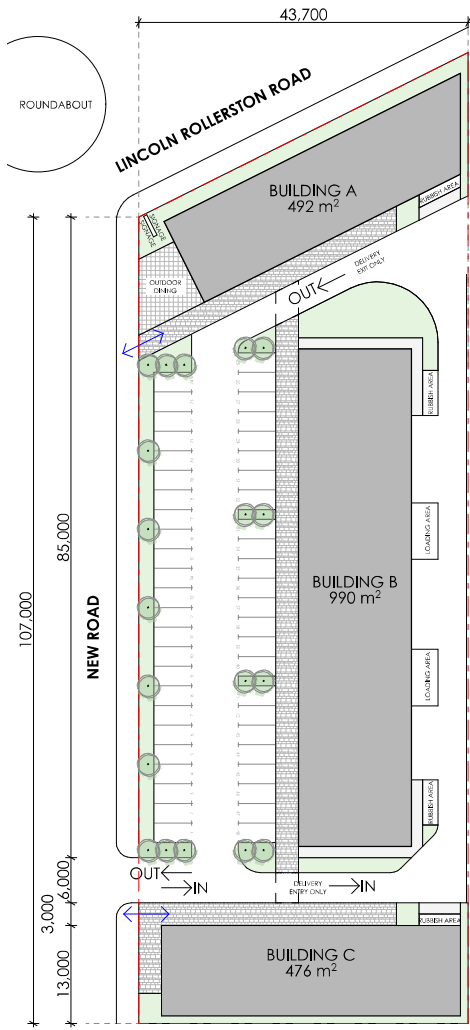 43,700
ROUNDABOUT
LINCOLN ROLLERSTON ROAD
BUILDING A
492 m²
RUBBISH AREA
SIGNAGE
SIGNAGE
OUTDOOR
DINING
DELIVERY
EXIT ONLY
OUT
RUBBISH AREA
LOADING AREA
BUILDING B
990 m²
LOADING AREA
RUBBISH AREA
107,000
85,000
NEW ROAD
OUT
IN
DELIVERY
ENTRY ONLY
IN
6,000
3,000
13,000
RUBBISH AREA
BUILDING C
476 m²